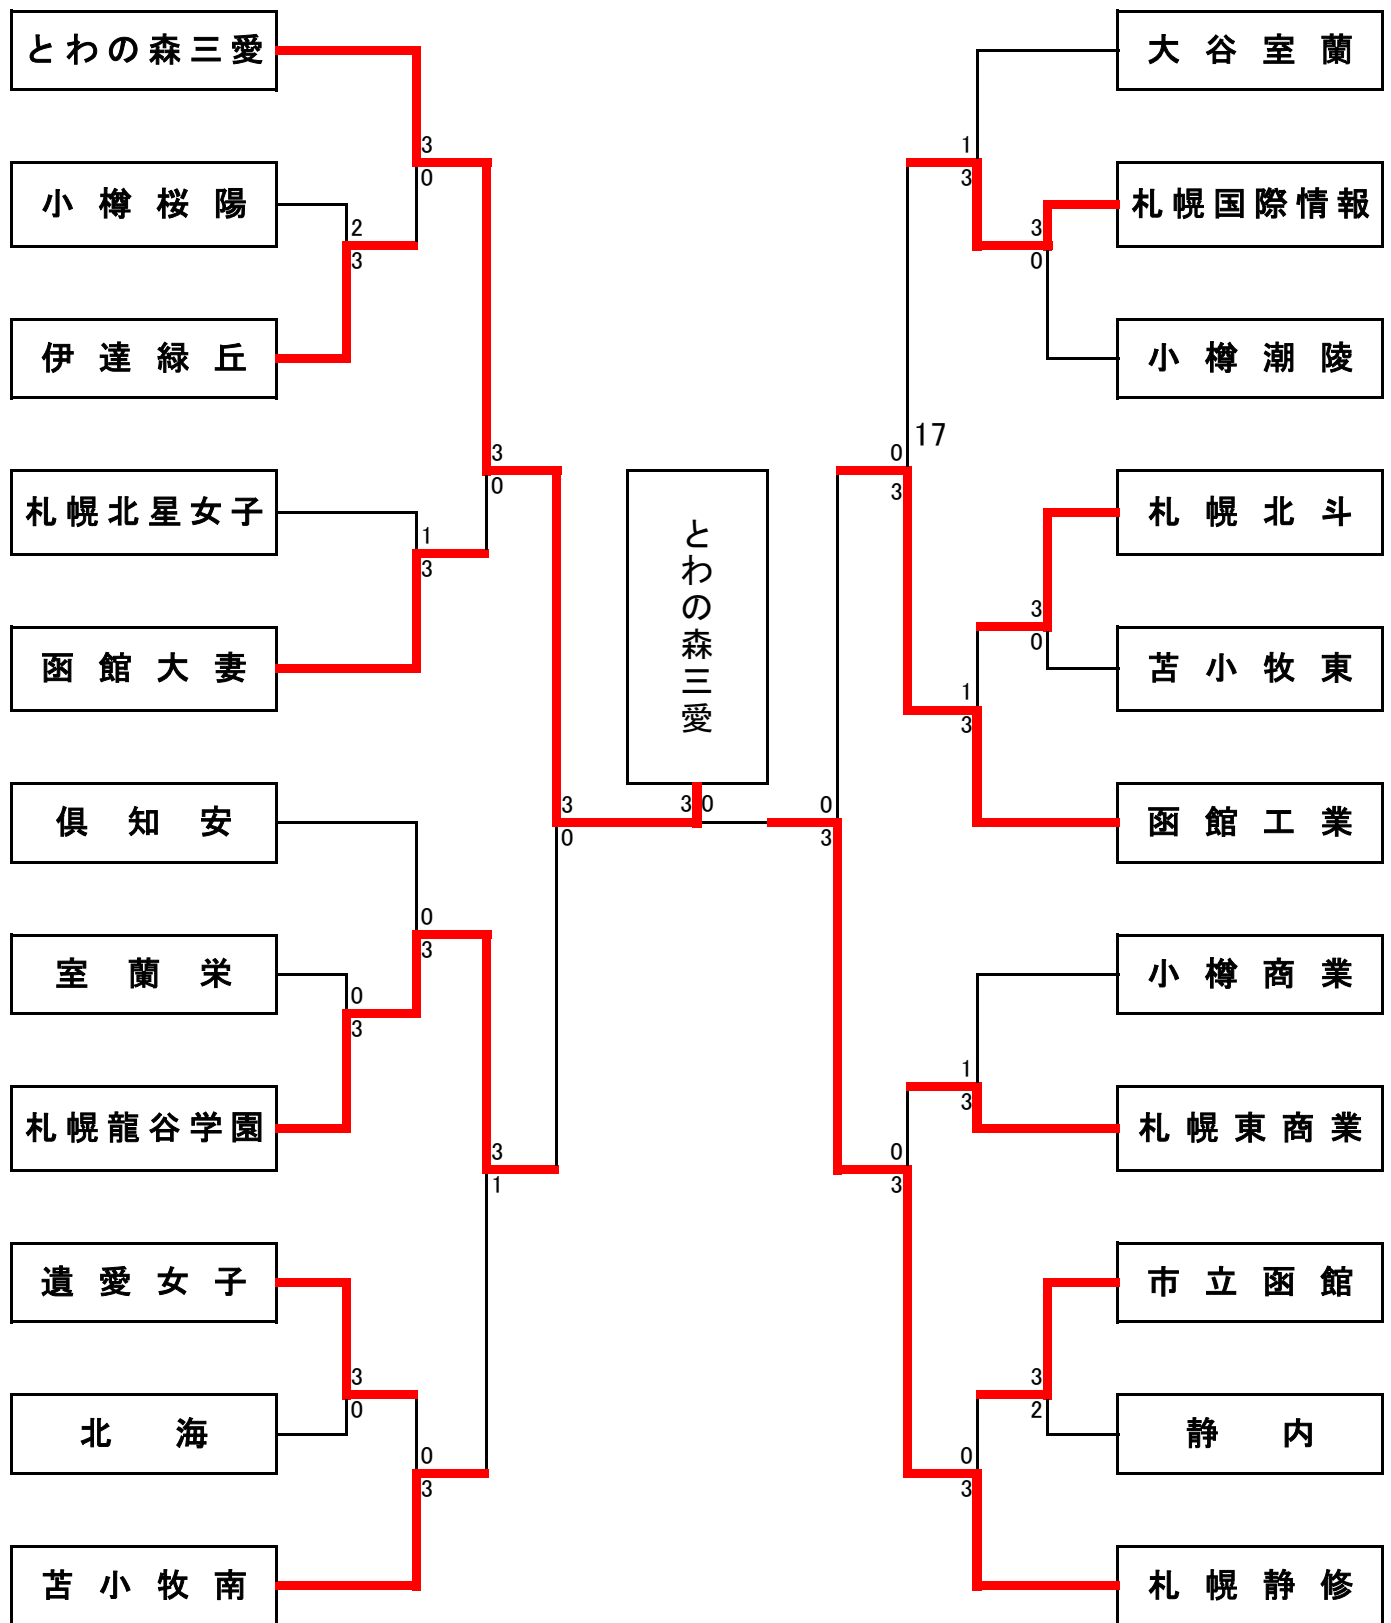 とわの森三愛
小樽桜陽
伊達緑丘
札幌北星女子
函館大妻
倶知安
室蘭栄
札幌龍谷学園
遺愛女子
北海
苫小牧南
3
0
2
3
3
0
1
3
3
0
0
3
0
3
3
1
3
0
0
3
とわの森三愛
3 0
1
3
3
0
17
0
3
3
0
1
3
0
3
1
3
0
3
3
2
0
3
大谷室蘭
札幌国際情報
小樽潮陵
札幌北斗
苫小牧東
函館工業
小樽商業
札幌東商業
市立函館
静内
札幌静修